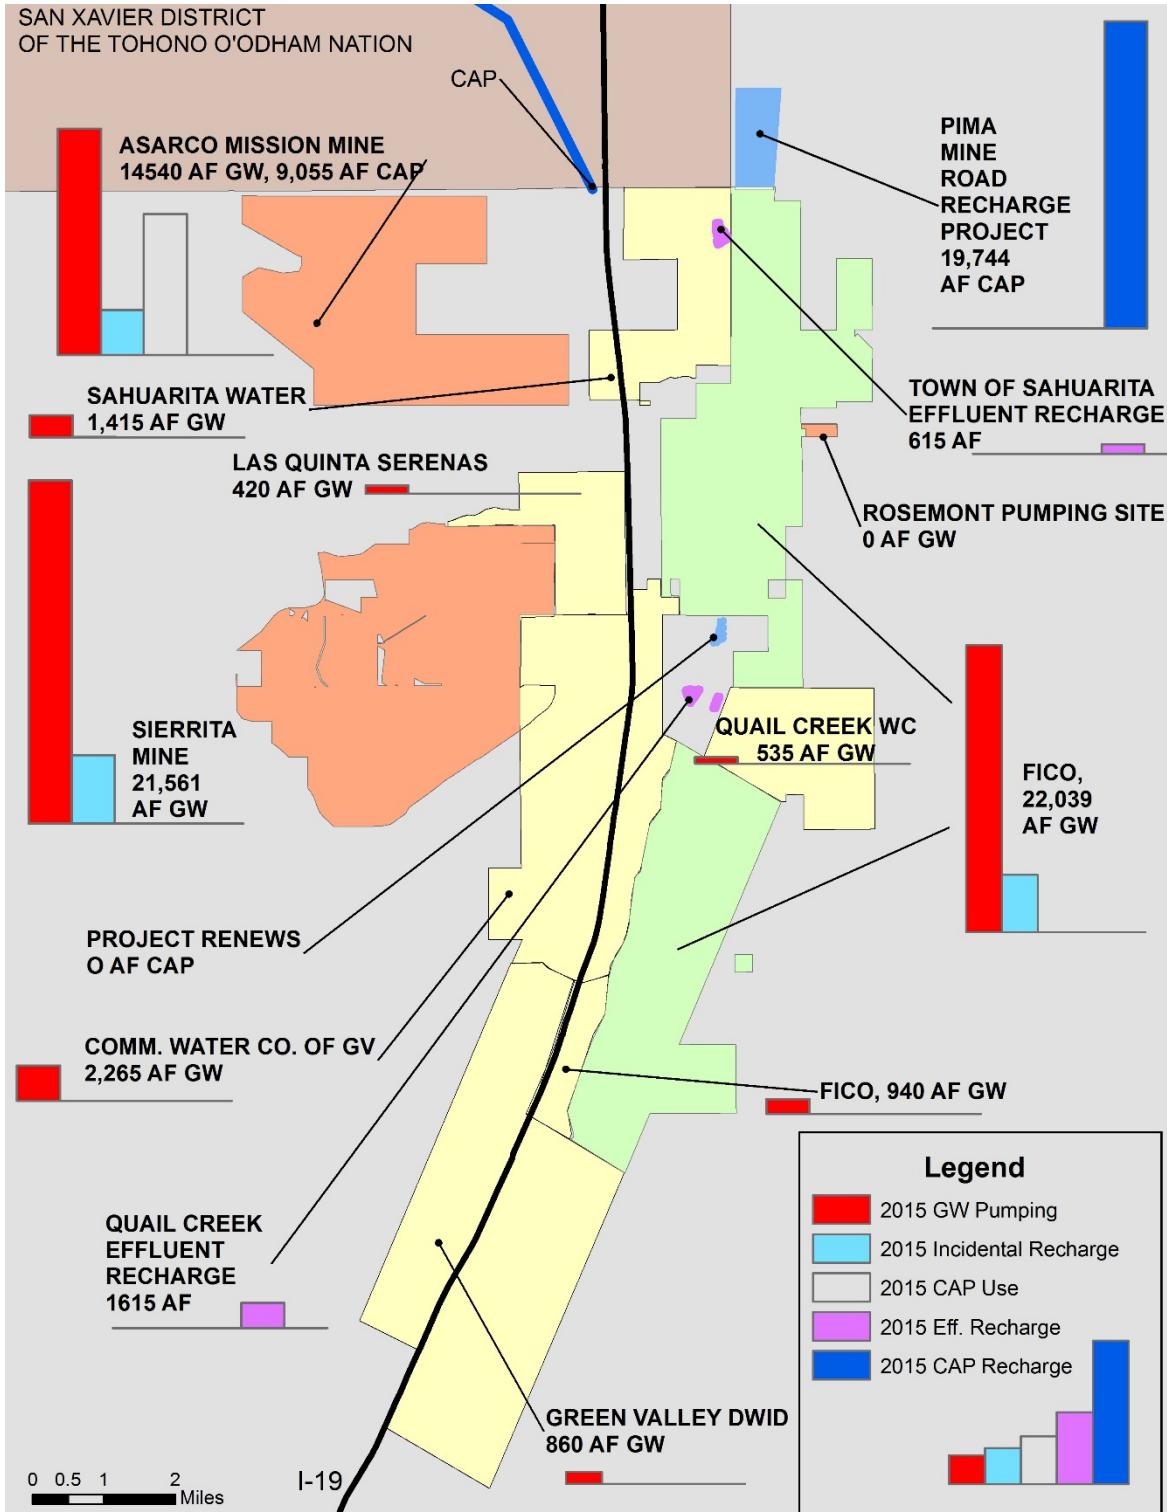 SAN XAVIER DISTRICT
OF THE TOHONO O'ODHAM NATION
CAP
ASARCO MISSION MINE
14540 AF GW, 9,055 AF CAP
PIMA
MINE
ROAD
RECHARGE
PROJECT
19,744
AF CAP
SAHUARITA WATER
1,415 AF GW
TOWN OF SAHUARITA
EFFLUENT RECHARGE
615 AF
LAS QUINTA SERENAS
420 AF GW
ROSEMONT PUMPING SITE
0 AF GW
SIERRITA
MINE
21,561
AF GW
QUAIL CREEK WC
535 AF GW
FICO,
22,039
AF GW
PROJECT RENEWS
O AF CAP
COMM. WATER CO. OF GV
2,265 AF GW
FICO, 940 AF GW
QUAIL CREEK
EFFLUENT
RECHARGE
1615 AF
GREEN VALLEY DWID
860 AF GW
I-19
0 0.5 1 2
Miles
Legend
2015 GW Pumping
2015 Incidental Recharge
2015 CAP Use
2015 Eff. Recharge
2015 CAP Recharge